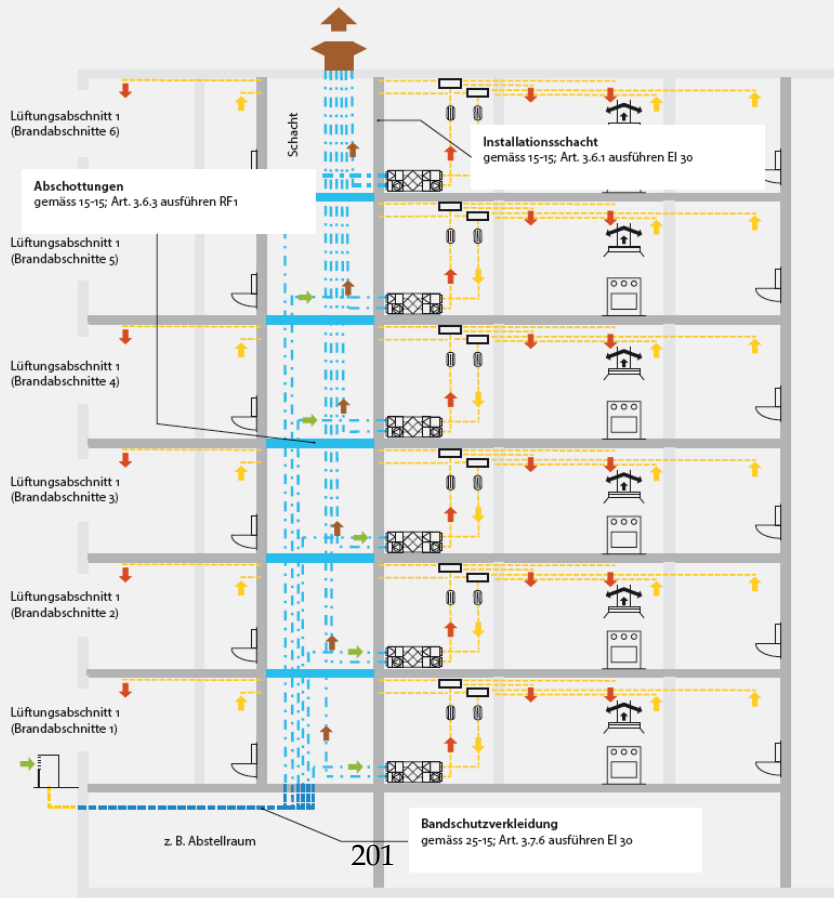 Lüftungsabschnitt 1
(Brandabschnitte 6)
Schacht
Installationsschacht
gemäss 15-15; Art. 3.6.1 ausführen EI 30
Abschottungen
gemäss 15-15; Art. 3.6.3 ausführen RF1
Lüftungsabschnitt 1
(Brandabschnitte 5)
Lüftungsabschnitt 1
(Brandabschnitte 4)
Lüftungsabschnitt 1
(Brandabschnitte 3)
Lüftungsabschnitt 1
(Brandabschnitte 2)
Lüftungsabschnitt 1
(Brandabschnitte 1)
Bandschutzverkleidung
gemäss 25-15; Art. 3.7.6 ausführen EI 30
z. B. Abstellraum
201